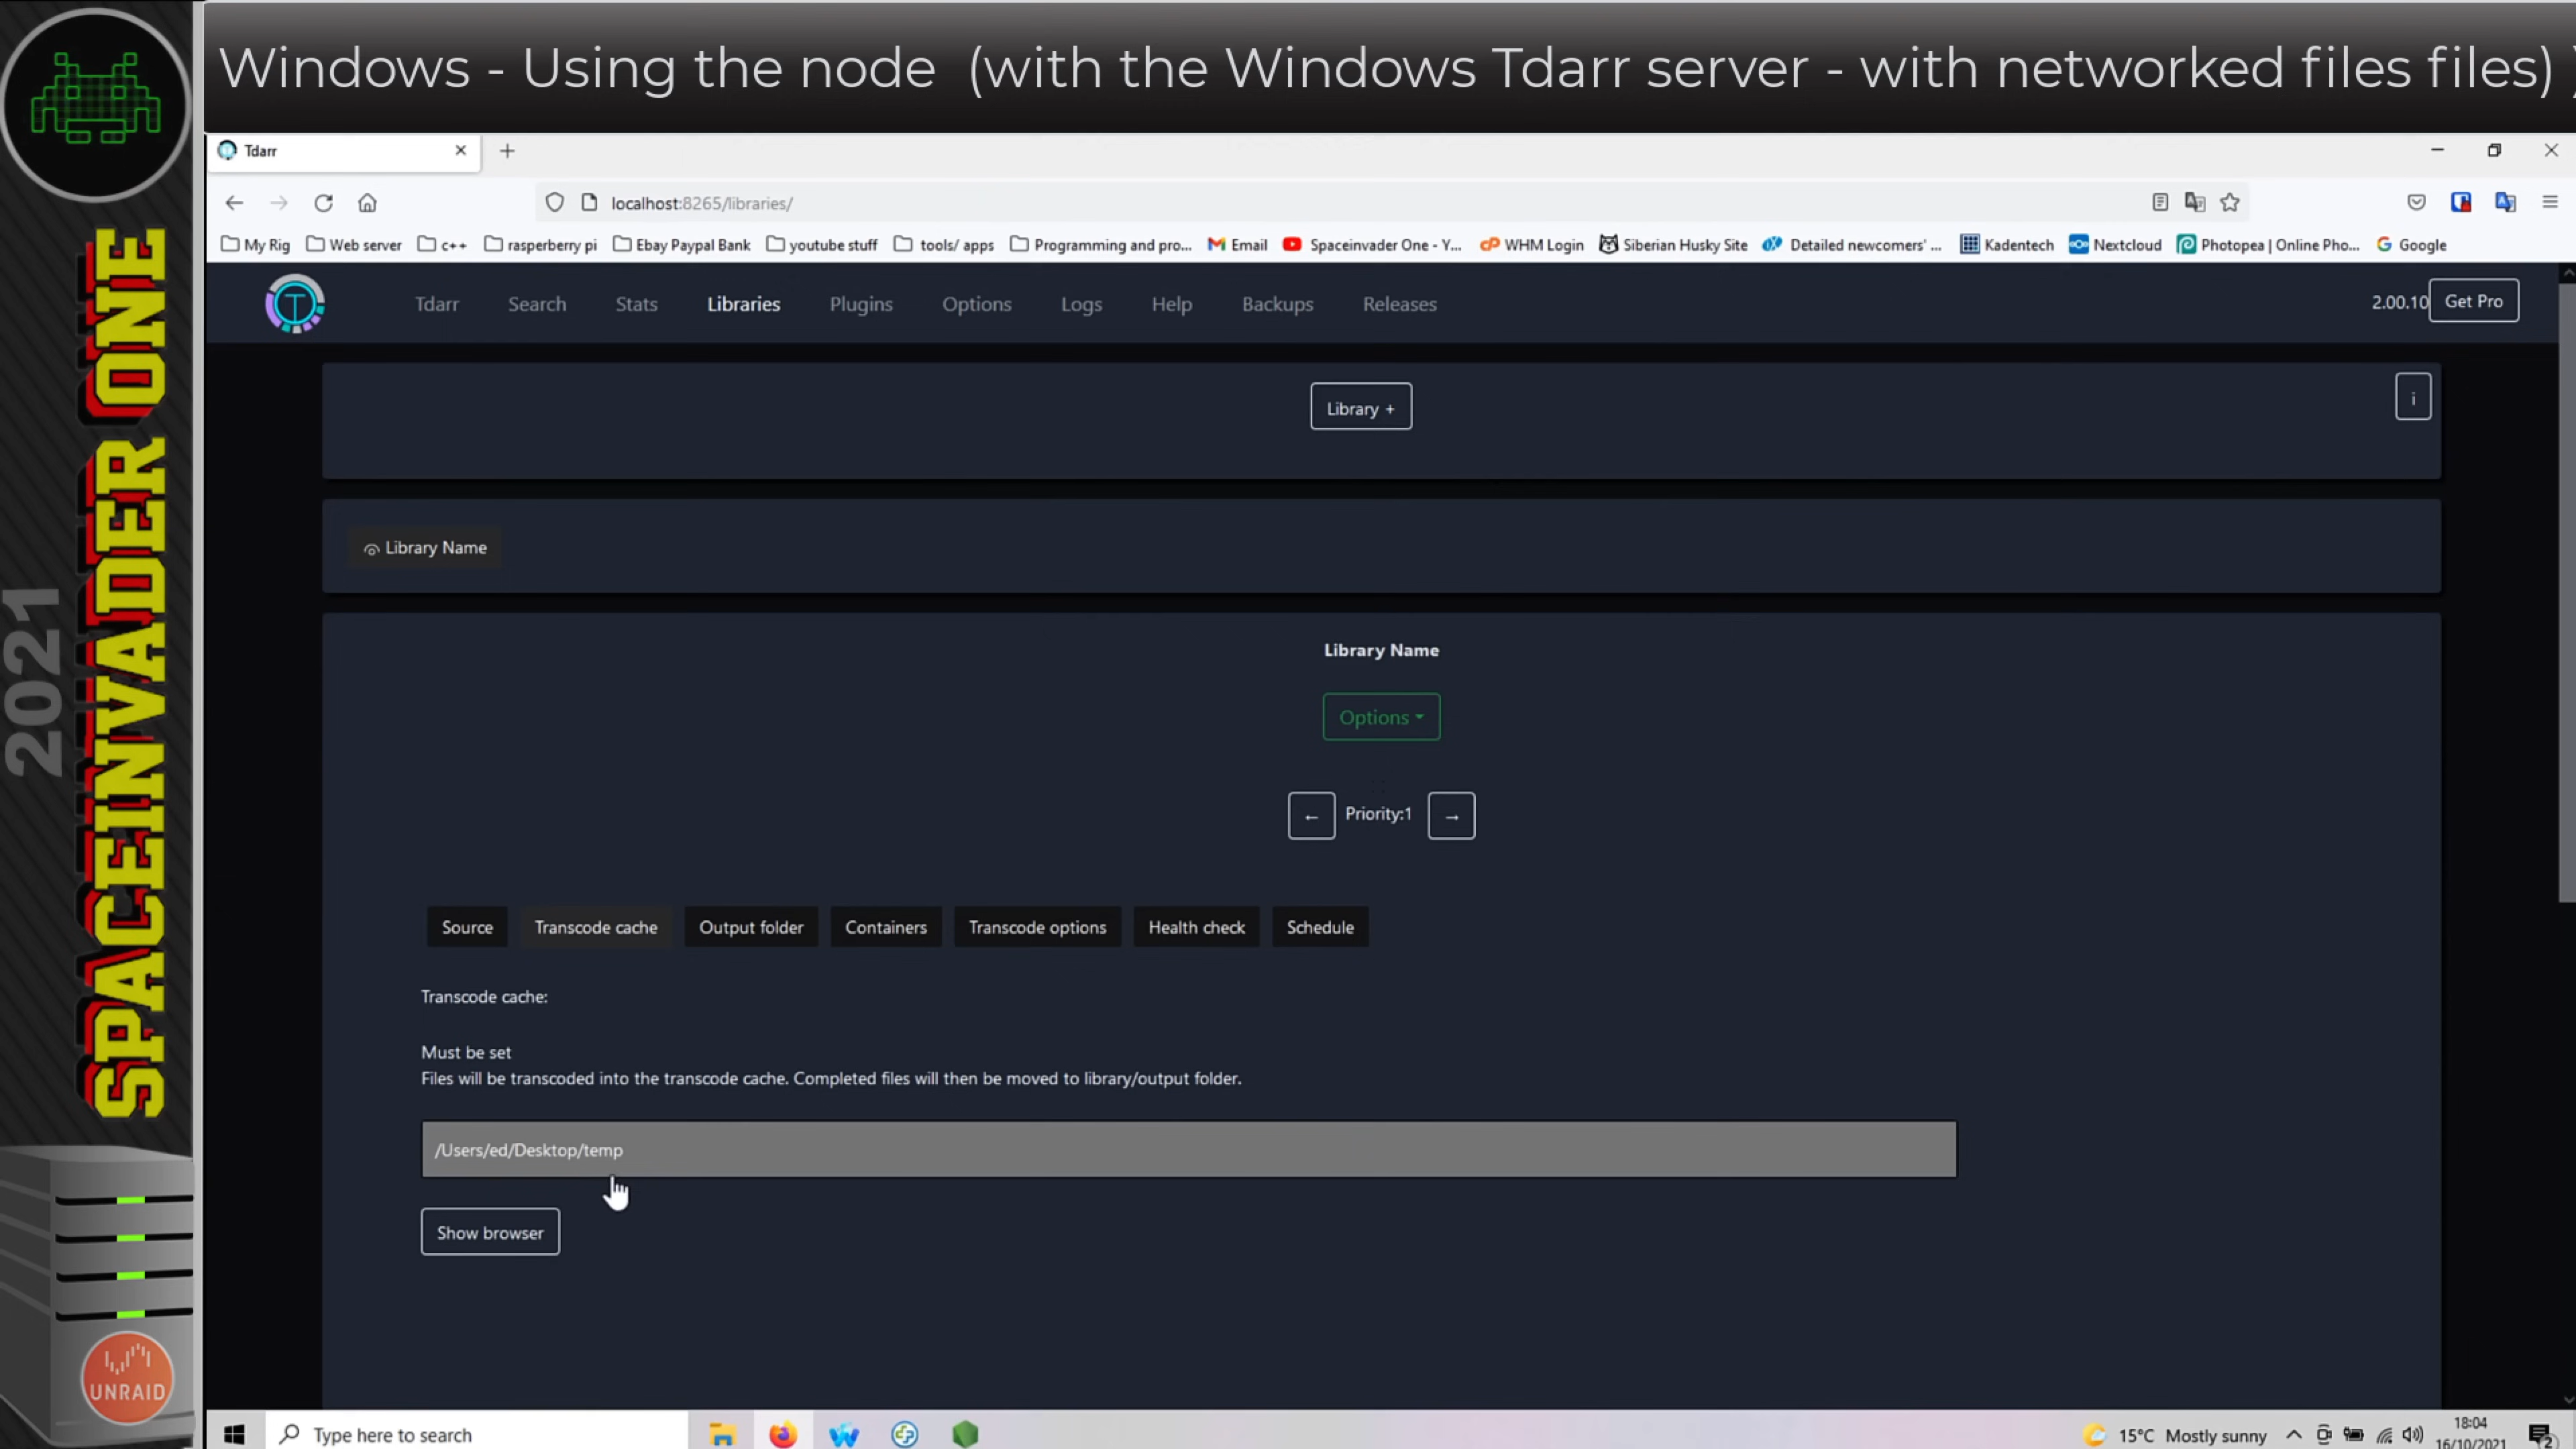 Windows - Using the node (with the Windows Tdarr server - with networked files files) )
2021
SPACEINVADER ONE
UNRAID
Tdarr
localhost:8265/libraries/
My Rig Web server c++ rasperberry pi Ebay Paypal Bank youtube stuff tools/ apps Programming and pro... Email Spaceinvader One - Y... WHM Login Siberian Husky Site Detailed newcomers' ... Kadentech Nextcloud Photopea | Online Pho... Google
Tdarr Search Stats Libraries Plugins Options Logs Help Backups Releases 2.00.10 Get Pro
Library + i
Library Name
Library Name
Options
← Priority:1 →
Source Transcode cache Output folder Containers Transcode options Health check Schedule
Transcode cache:
Must be set
Files will be transcoded into the transcode cache. Completed files will then be moved to library/output folder.
/Users/ed/Desktop/temp
Show browser
Type here to search
15°C Mostly sunny
18:04
16/10/2021
2